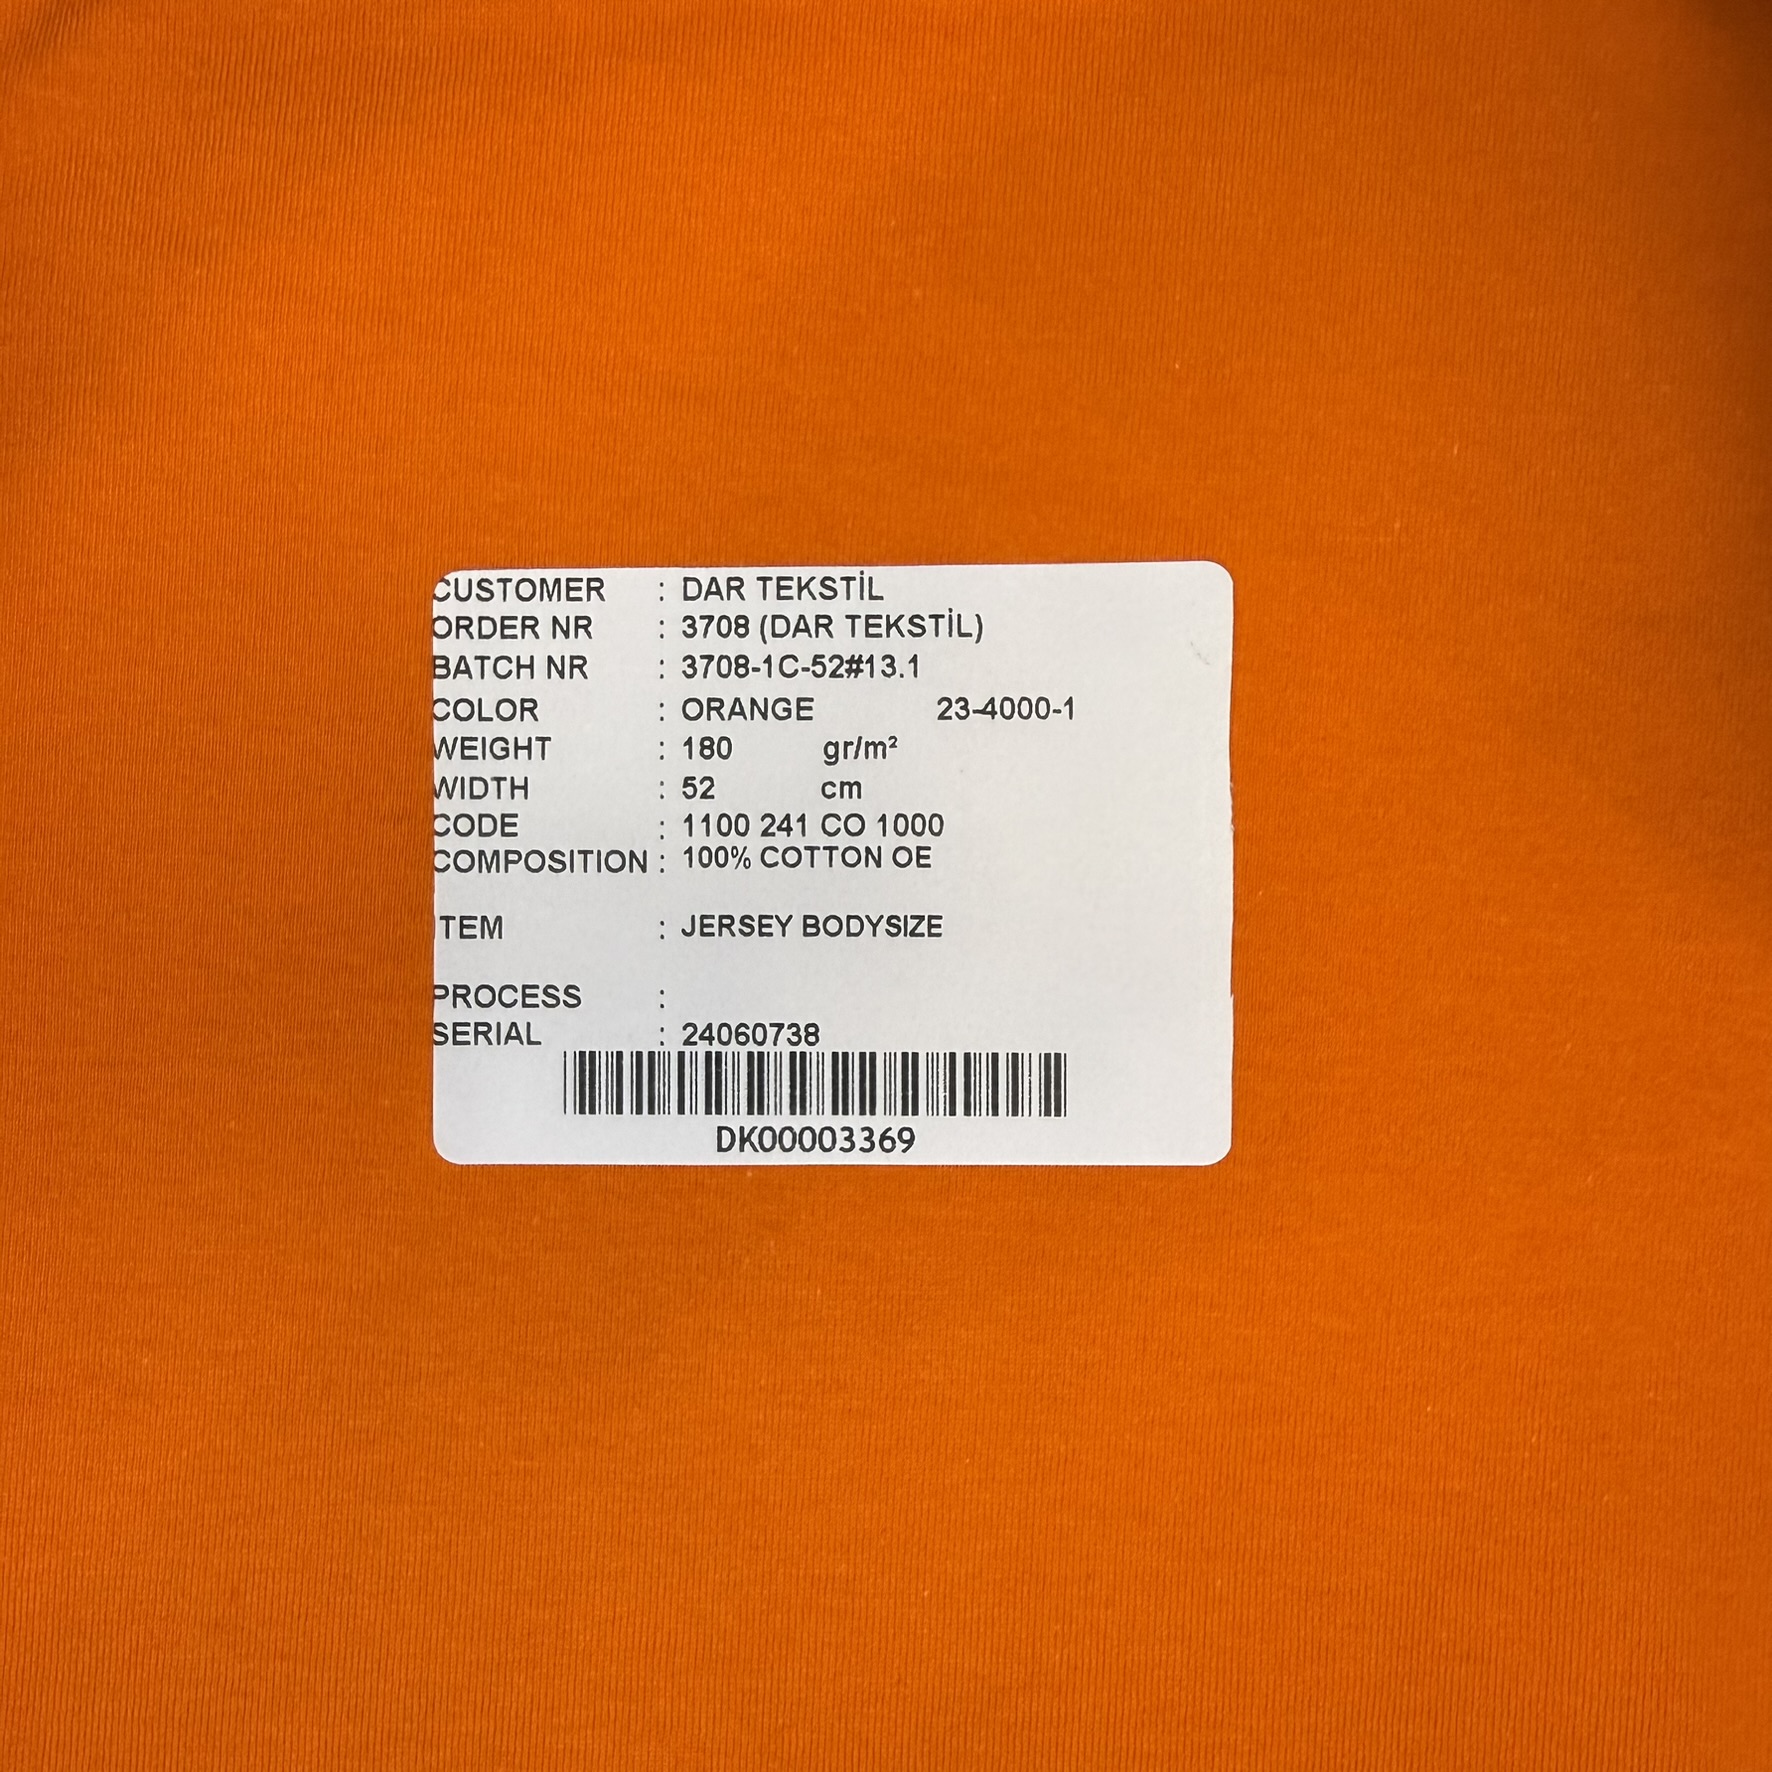 CUSTOMER : DAR TEKSTİL
ORDER NR : 3708 (DAR TEKSTİL)
BATCH NR : 3708-1C-52#13.1
COLOR : ORANGE 23-4000-1
WEIGHT : 180 gr/m²
WIDTH : 52 cm
CODE : 1100 241 CO 1000
COMPOSITION : 100% COTTON OE
ITEM : JERSEY BODYSIZE
PROCESS :
SERIAL : 24060738
DK00003369